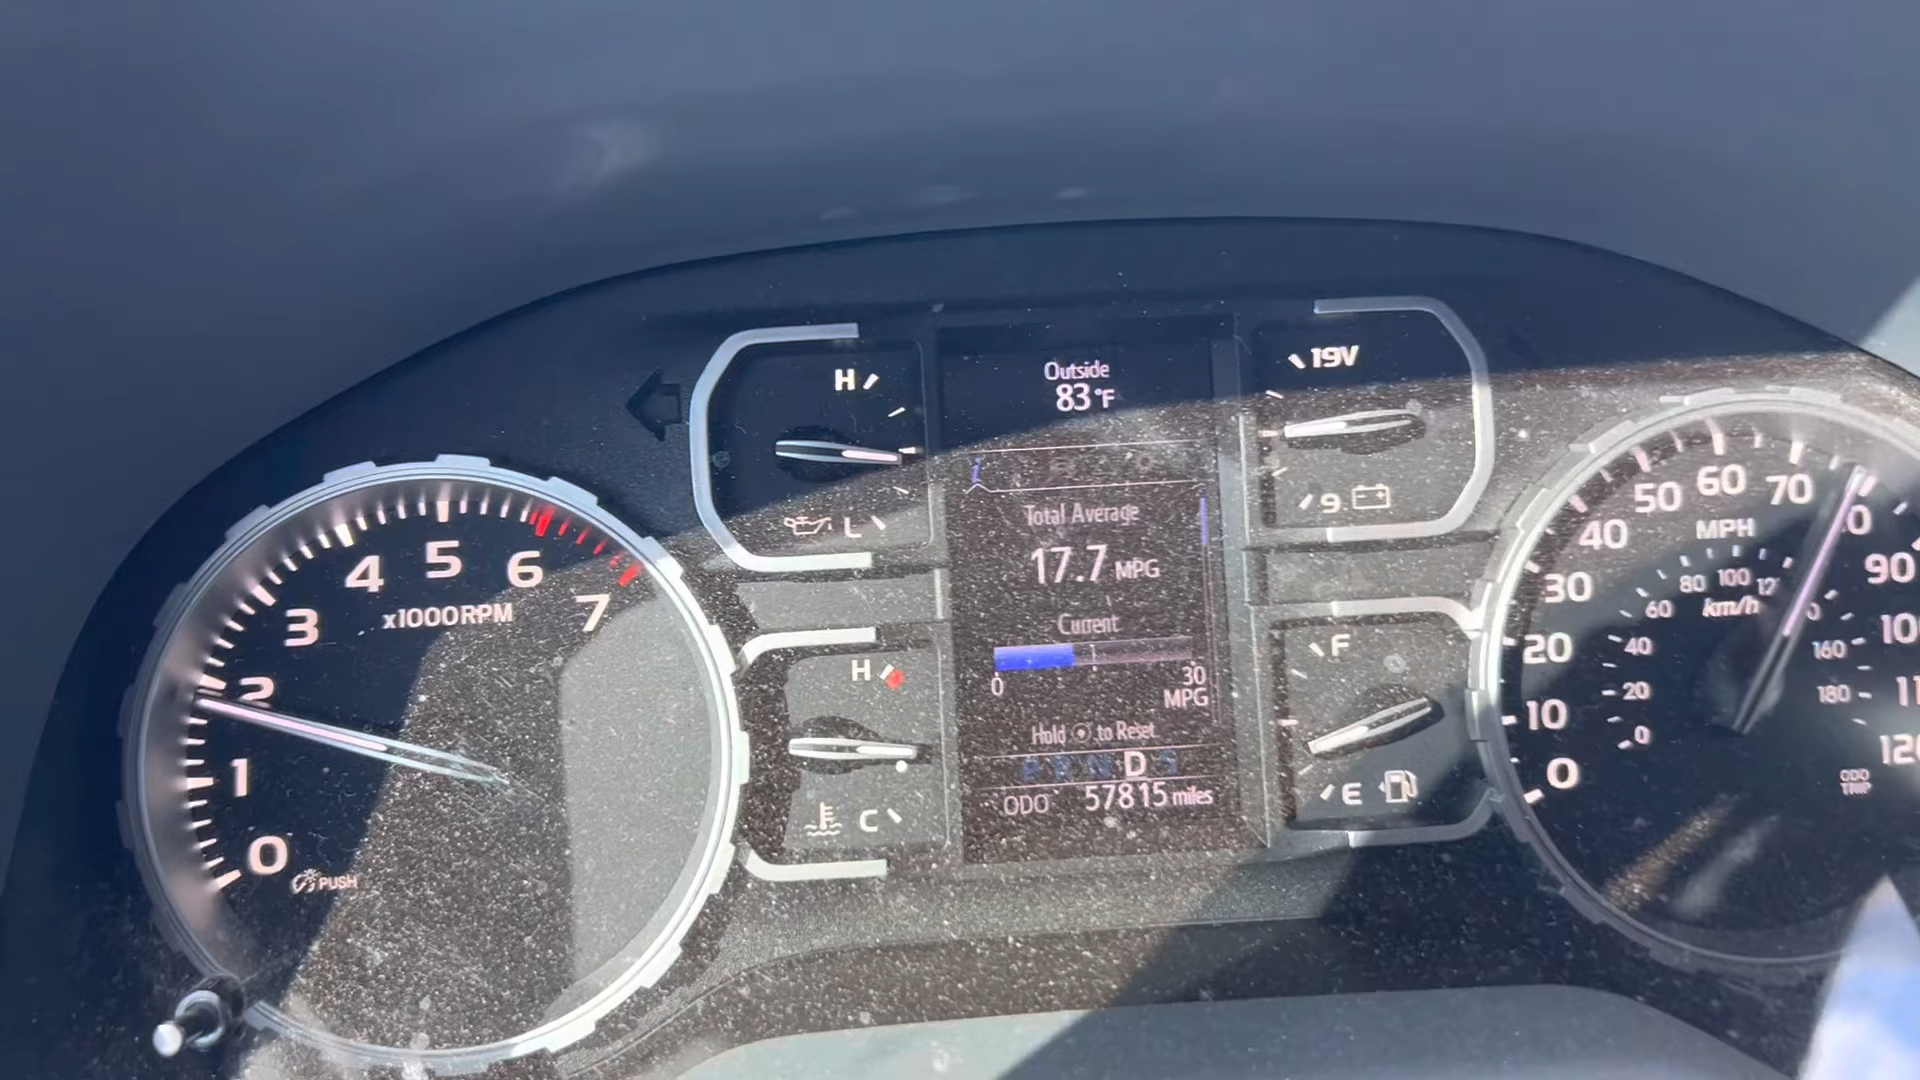 Outside
83°F
H
L
19V
9
Total Average
17.7 MPG
Current
0 30
MPG
Hold to Reset
P R N D S
ODO 57815 miles
H
C
F
E
0 1 2 3 4 5 6 7
x1000RPM
PUSH
0 10 20 30 40 50 60 70 90
MPH
0 20 40 60 80 100 160 180
km/h
120
ODO
TRIP